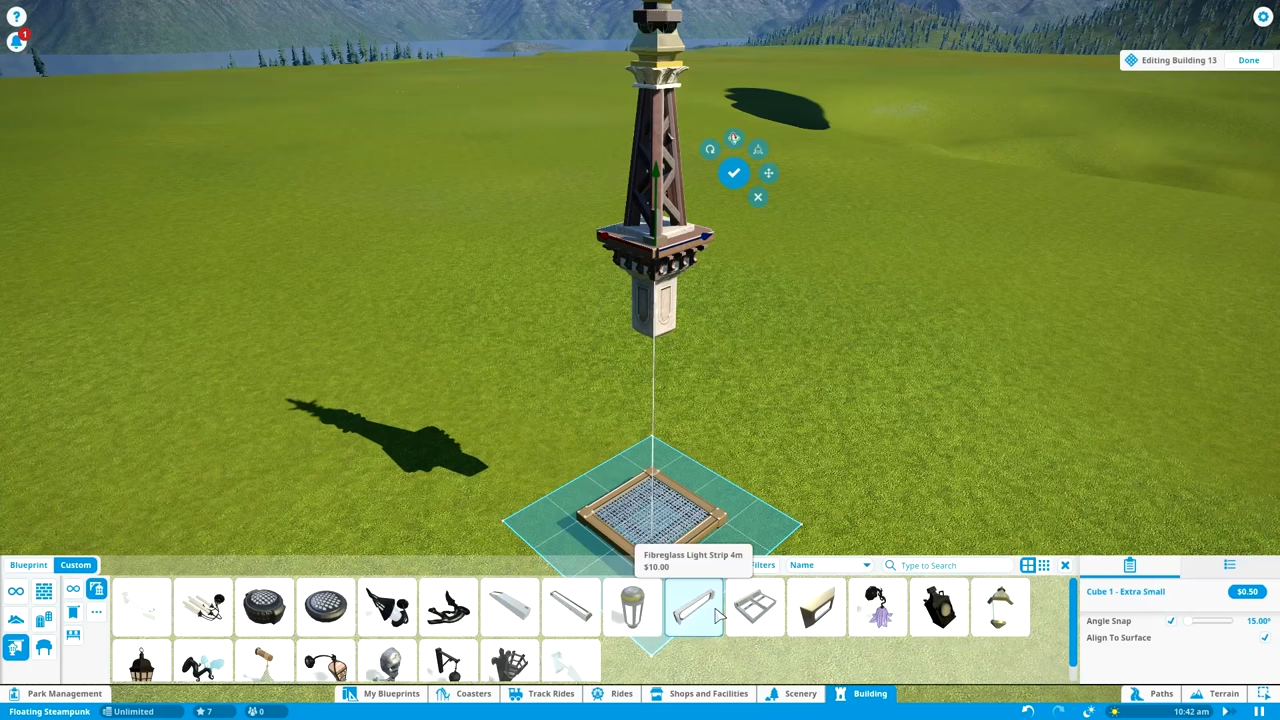 ?
1
Editing Building 13
Done
Fibreglass Light Strip 4m
$10.00
Blueprint
Custom
Filters
Name
Type to Search
Cube 1 - Extra Small
$0.50
Angle Snap
15.00°
Align To Surface
Park Management
My Blueprints
Coasters
Track Rides
Rides
Shops and Facilities
Scenery
Building
Paths
Terrain
Floating Steampunk
Unlimited
7
0
10:42 am